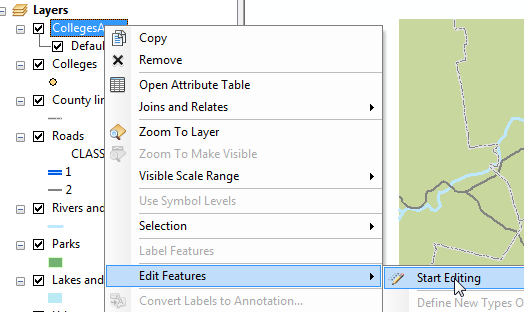 Layers
CollegesA
Defaul
Colleges
County lin
Roads
CLASS
1
2
Rivers and
Parks
Lakes and
Copy
Remove
Open Attribute Table
Joins and Relates
Zoom To Layer
Zoom To Make Visible
Visible Scale Range
Use Symbol Levels
Selection
Label Features
Edit Features
Convert Labels to Annotation...
Start Editing
Define New Types O